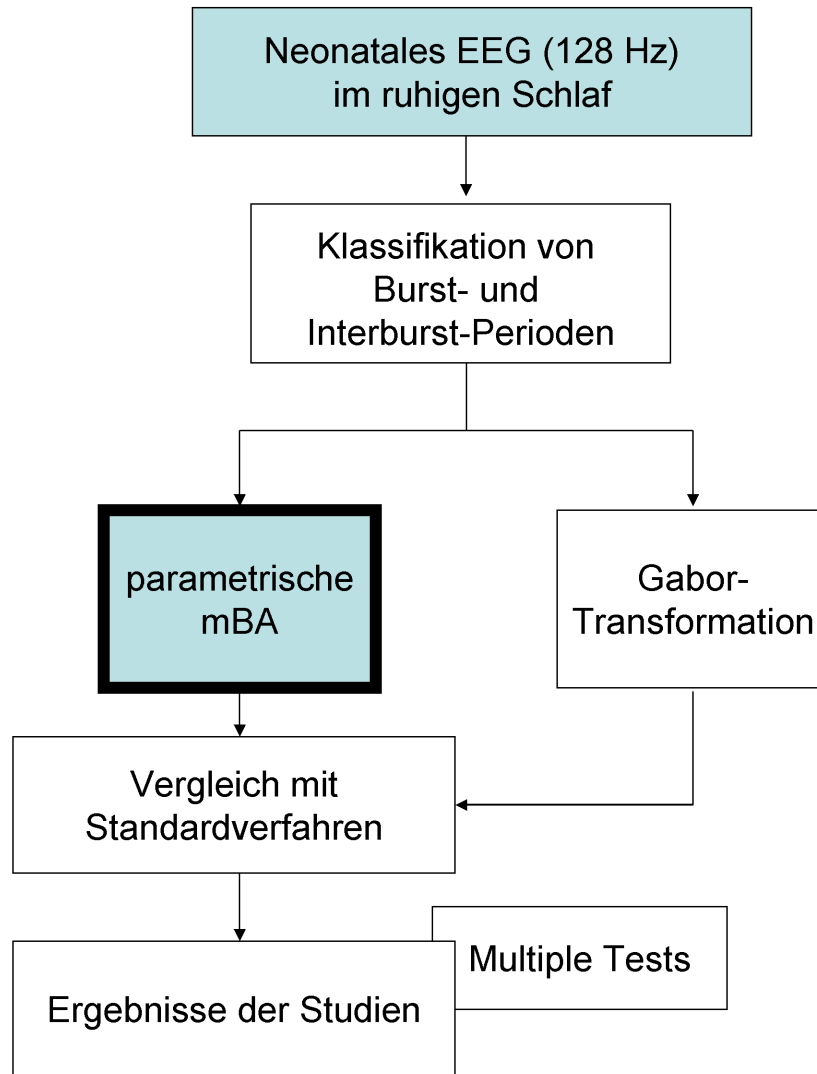 Neonatales EEG (128 Hz)
im ruhigen Schlaf
Klassifikation von
Burst- und
Interburst-Perioden
parametrische
mBA
Gabor-
Transformation
Vergleich mit
Standardverfahren
Multiple Tests
Ergebnisse der Studien